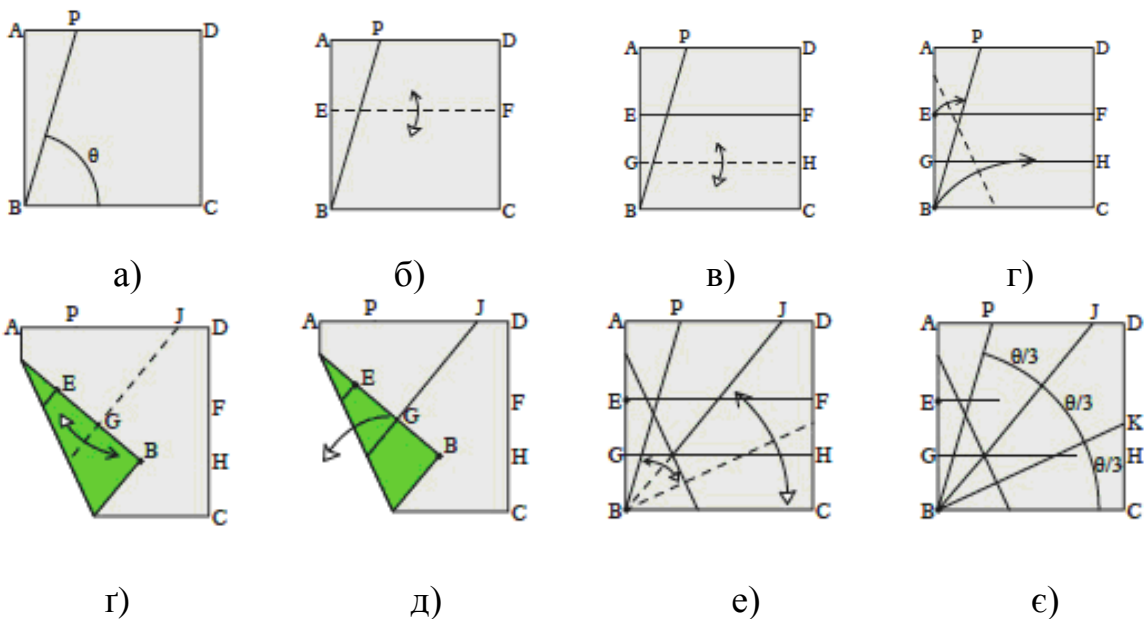 A P D
θ
B C
а)
A P D
E F
B C
б)
A P D
E F
G H
B C
в)
A P D
E F
G H
B C
г)
A P J D
E F
G
B H
C
ґ)
A P J D
E F
G
B H
C
д)
A P J D
E F
G H
B C
е)
A P J D
θ/3
E θ/3 F
K
G θ/3 H
B C
є)